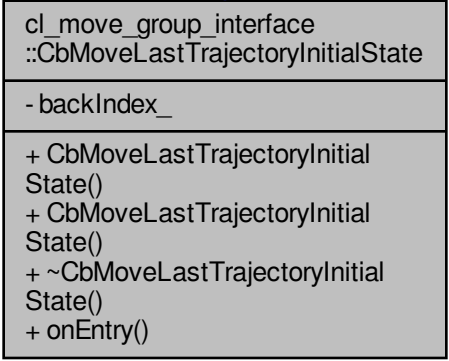 cl_move_group_interface
::CbMoveLastTrajectoryInitialState
- backIndex_
+ CbMoveLastTrajectoryInitial
State()
+ CbMoveLastTrajectoryInitial
State()
+ ~CbMoveLastTrajectoryInitial
State()
+ onEntry()